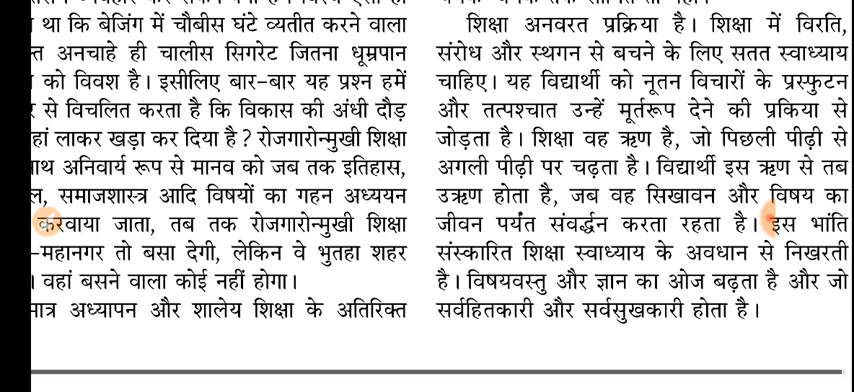 था कि बेजिंग में चौबीस घंटे व्यतीत करने वाला
अनचाहे ही चालीस सिगरेट जितना धूम्रपान
को विवश है। इसीलिए बार-बार यह प्रश्न हमें
से विचलित करता है कि विकास की अंधी दौड़
लाकर खड़ा कर दिया है ? रोजगारोन्मुखी शिक्षा
अनिवार्य रूप से मानव को जब तक इतिहास,
समाजशास्त्र आदि विषयों का गहन अध्ययन
करवाया जाता, तब तक रोजगारोन्मुखी शिक्षा
-महानगर तो बसा देगी, लेकिन वे भुतहा शहर
। वहां बसने वाला कोई नहीं होगा।
मात्र अध्यापन और शालेय शिक्षा के अतिरिक्त
शिक्षा अनवरत प्रक्रिया है। शिक्षा में विरति,
संरोध और स्थगन से बचने के लिए सतत स्वाध्याय
चाहिए। यह विद्यार्थी को नूतन विचारों के प्रस्फुटन
और तत्पश्चात उन्हें मूर्तरूप देने की प्रकिया से
जोड़ता है। शिक्षा वह ऋण है, जो पिछली पीढ़ी से
अगली पीढ़ी पर चढ़ता है। विद्यार्थी इस ऋण से तब
उऋण होता है, जब वह सिखावन और विषय का
जीवन पर्यंत संवर्द्धन करता रहता है। इस भांति
संस्कारित शिक्षा स्वाध्याय के अवधान से निखरती
है। विषयवस्तु और ज्ञान का ओज बढ़ता है और जो
सर्वहितकारी और सर्वसुखकारी होता है।